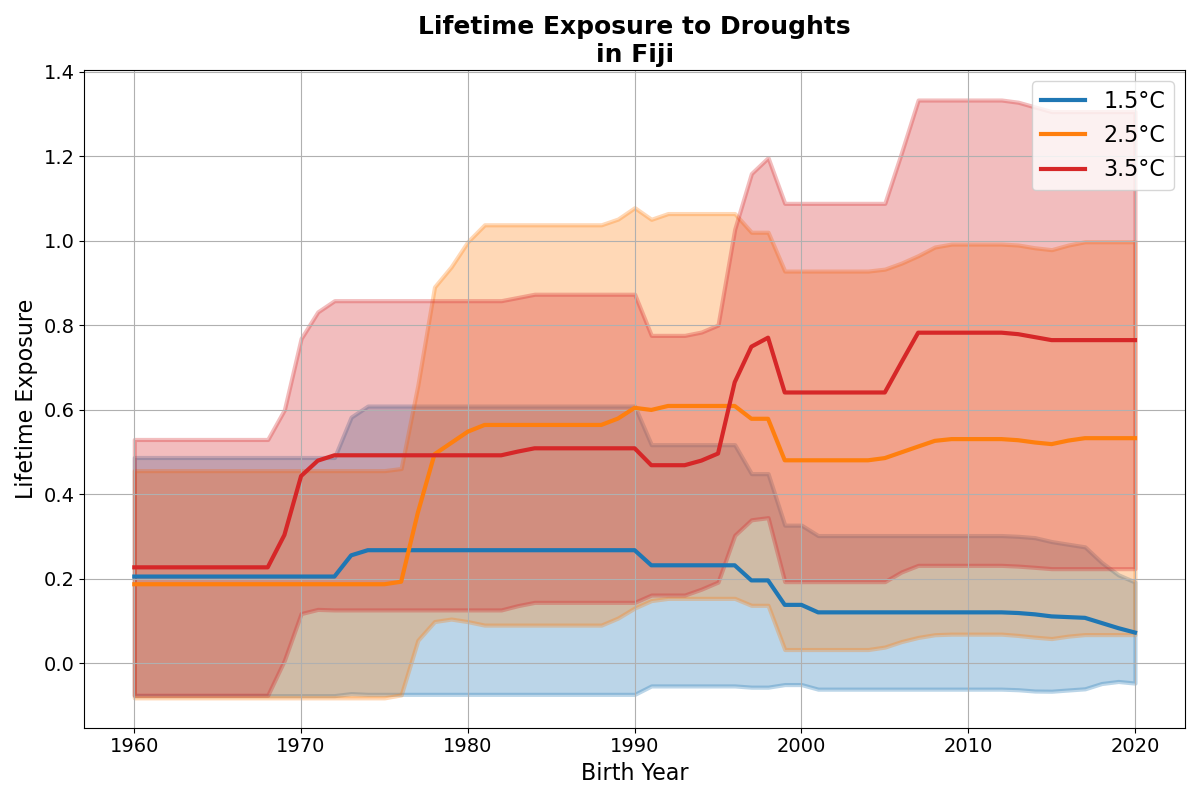 Lifetime Exposure to Droughts
in Fiji
1.4
1.2
1.0
0.8
0.6
0.4
0.2
0.0
Lifetime Exposure
1.5°C
2.5°C
3.5°C
1960 1970 1980 1990 2000 2010 2020
Birth Year